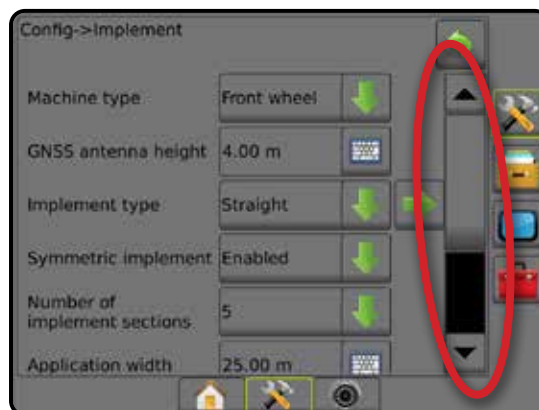 Config->Implement
Machine type Front wheel
GNSS antenna height 4.00 m
Implement type Straight
Symmetric implement Enabled
Number of
implement sections 5
Application width 25.00 m